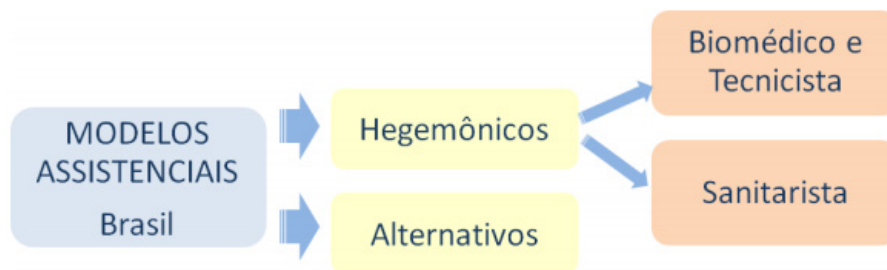 MODELOS
ASSISTENCIAIS
Brasil
Hegemônicos
Alternativos
Biomédico e
Tecnicista
Sanitarista